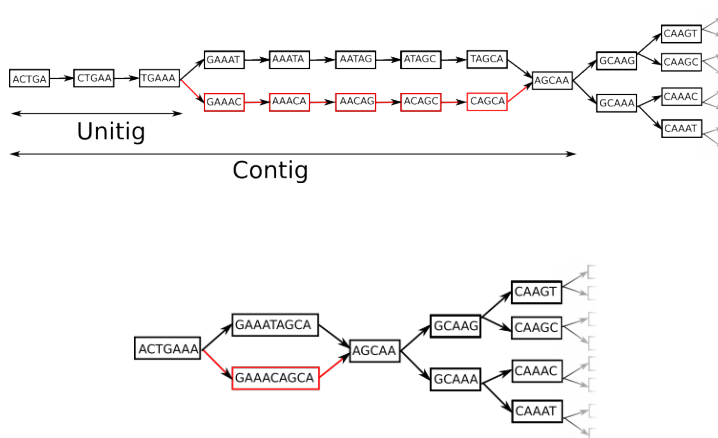 CAAGT
GAAAT AAATA AATAG ATAGC TAGCA
GCAAG
CAAGC
ACTGA CTGAA TGAAA
AGCAA
GAAAC AAACA AACAG ACAGC CAGCA
GCAAA
CAAAC
CAAAT
Unitig
Contig
CAAGT
GAAATAGCA
GCAAG
CAAGC
ACTGAAA
AGCAA
GAAACAGCA
GCAAA
CAAAC
CAAAT